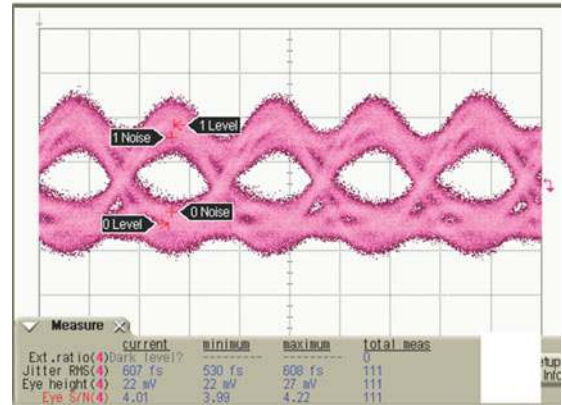 1 Level
1 Noise
0 Noise
0 Level
Measure
current minimum maximum total meas
Ext.ratio(4) Dark level? --------- --------- 0
Jitter RMS(4) 607 fs 530 fs 608 fs 111
Eye height(4) 22 mV 22 mV 27 mV 111
Eye S/N(4) 4.01 3.99 4.22 111
etup
Info